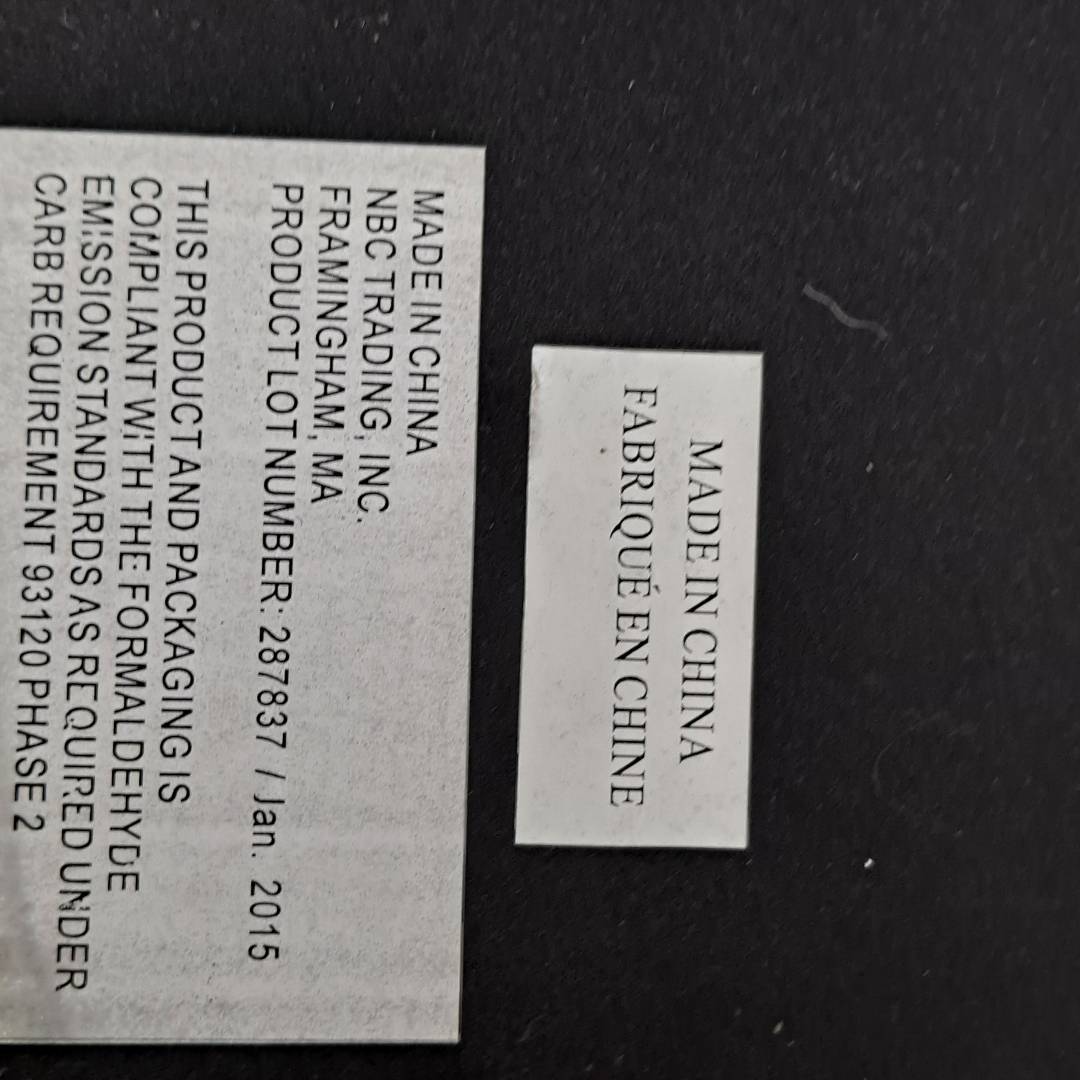 MADE IN CHINA
FABRIQUÉ EN CHINE
MADE IN CHINA
NBC TRADING, INC.
FRAMINGHAM, MA
PRODUCT LOT NUMBER: 287837 / Jan. 2015
THIS PRODUCT AND PACKAGING IS
COMPLIANT WITH THE FORMALDEHYDE
EMISSION STANDARDS AS REQUIRED UNDER
CARB REQUIREMENT 93120 PHASE 2